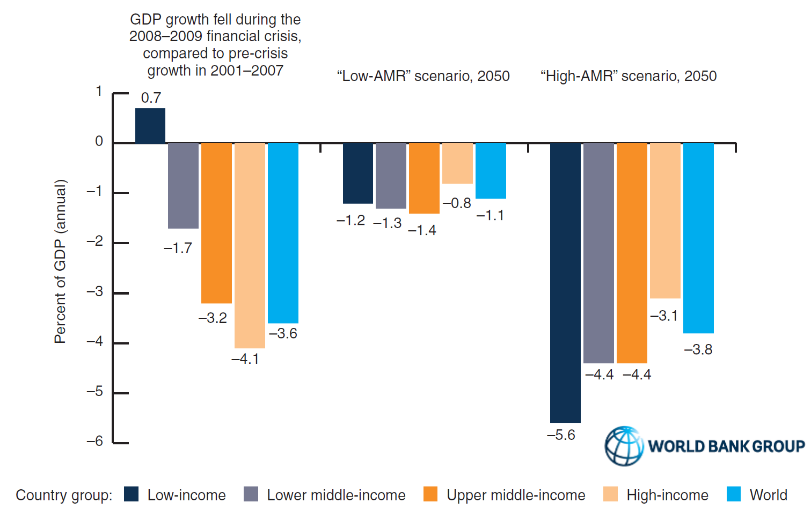 GDP growth fell during the
2008–2009 financial crisis,
compared to pre-crisis
growth in 2001–2007
“Low-AMR” scenario, 2050
“High-AMR” scenario, 2050
Percent of GDP (annual)
1
0
–1
–2
–3
–4
–5
–6
0.7
–1.7
–3.2
–4.1
–3.6
–1.2
–1.3
–1.4
–0.8
–1.1
–5.6
–4.4
–4.4
–3.1
–3.8
WORLD BANK GROUP
Country group: Low-income Lower middle-income Upper middle-income High-income World